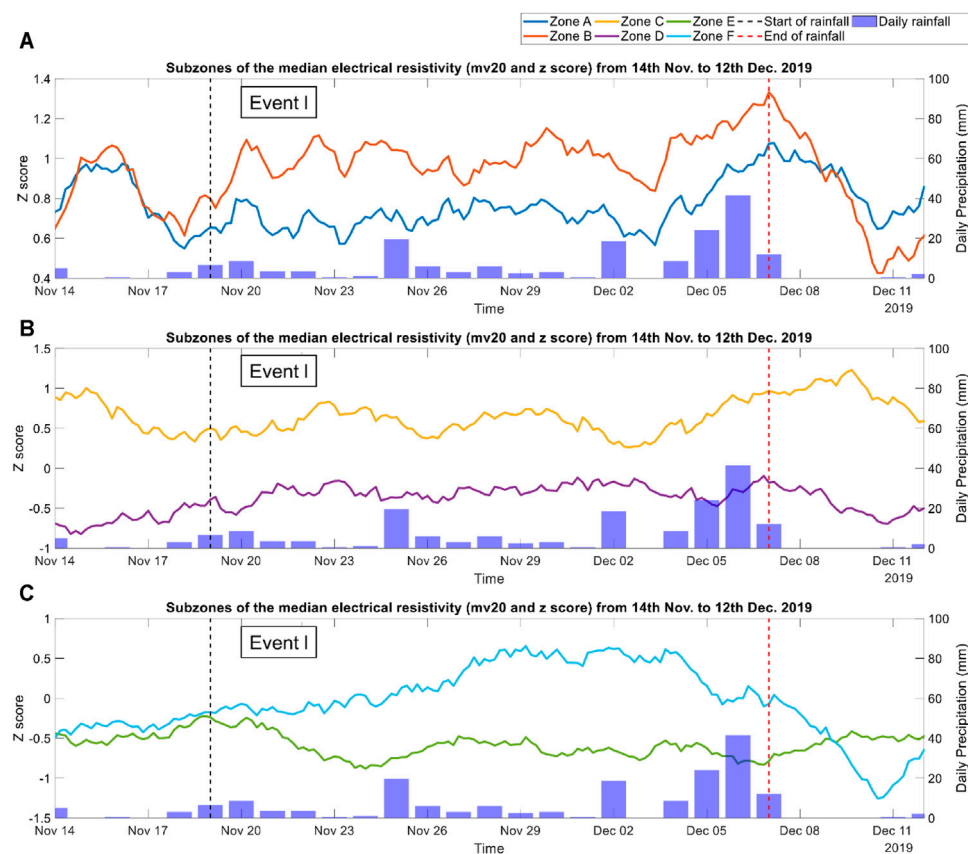 Zone A Zone C Zone E Start of rainfall Daily rainfall
Zone B Zone D Zone F End of rainfall
A
Subzones of the median electrical resistivity (mv20 and z score) from 14th Nov. to 12th Dec. 2019
Event I
Z score
1.4
1.2
1
0.8
0.6
0.4
100
80
60
40
20
0
Daily Precipitation (mm)
Nov 14 Nov 17 Nov 20 Nov 23 Nov 26 Nov 29 Dec 02 Dec 05 Dec 08 Dec 11
Time
2019
B
Subzones of the median electrical resistivity (mv20 and z score) from 14th Nov. to 12th Dec. 2019
Event I
Z score
1.5
1
0.5
0
-0.5
-1
100
80
60
40
20
0
Daily Precipitation (mm)
Nov 14 Nov 17 Nov 20 Nov 23 Nov 26 Nov 29 Dec 02 Dec 05 Dec 08 Dec 11
Time
2019
C
Subzones of the median electrical resistivity (mv20 and z score) from 14th Nov. to 12th Dec. 2019
Event I
Z score
1
0.5
0
-0.5
-1
-1.5
100
80
60
40
20
0
Daily Precipitation (mm)
Nov 14 Nov 17 Nov 20 Nov 23 Nov 26 Nov 29 Dec 02 Dec 05 Dec 08 Dec 11
Time
2019